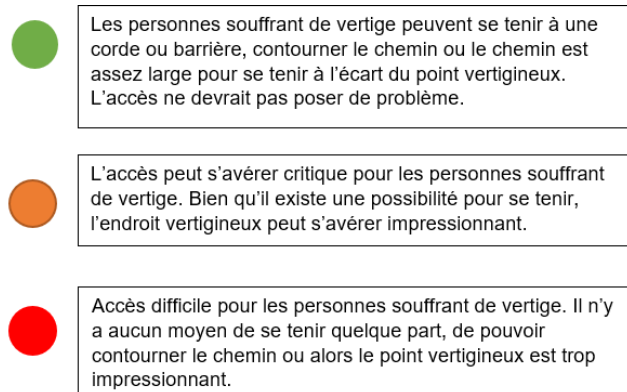 Les personnes souffrant de vertige peuvent se tenir à une
corde ou barrière, contourner le chemin ou le chemin est
assez large pour se tenir à l’écart du point vertigineux.
L’accès ne devrait pas poser de problème.
L’accès peut s’avérer critique pour les personnes souffrant
de vertige. Bien qu’il existe une possibilité pour se tenir,
l’endroit vertigineux peut s’avérer impressionnant.
Accès difficile pour les personnes souffrant de vertige. Il n’y
a aucun moyen de se tenir quelque part, de pouvoir
contourner le chemin ou alors le point vertigineux est trop
impressionnant.